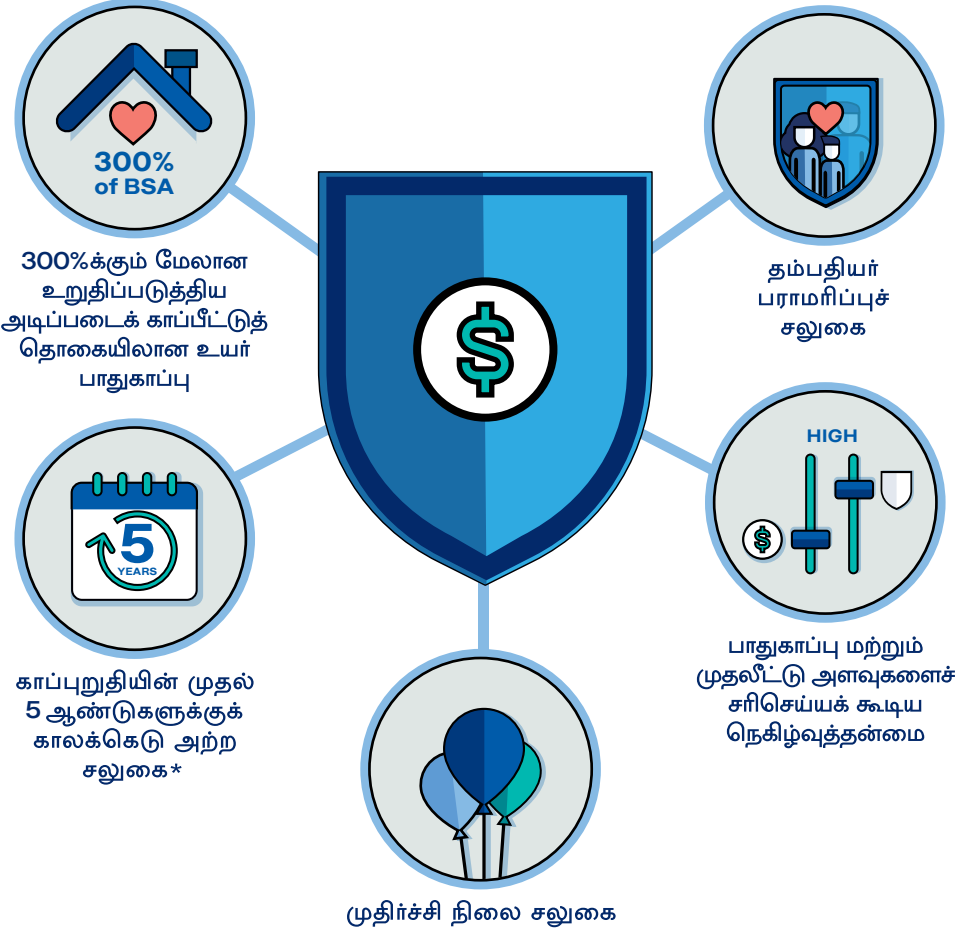 300%
of BSA
300%க்கும் மேலான
உறுதிப்படுத்திய
அடிப்படைக் காப்பீட்டுத்
தொகையிலான உயர்
பாதுகாப்பு
தம்பதியர்
பராமரிப்புச்
சலுகை
5
YEARS
காப்புறுதியின் முதல்
5 ஆண்டுகளுக்குக்
காலக்கெடு அற்ற
சலுகை*
HIGH
பாதுகாப்பு மற்றும்
முதலீட்டு அளவுகளைச்
சரிசெய்யக் கூடிய
நெகிழ்வுத்தன்மை
$
$
முதிர்ச்சி நிலை சலுகை